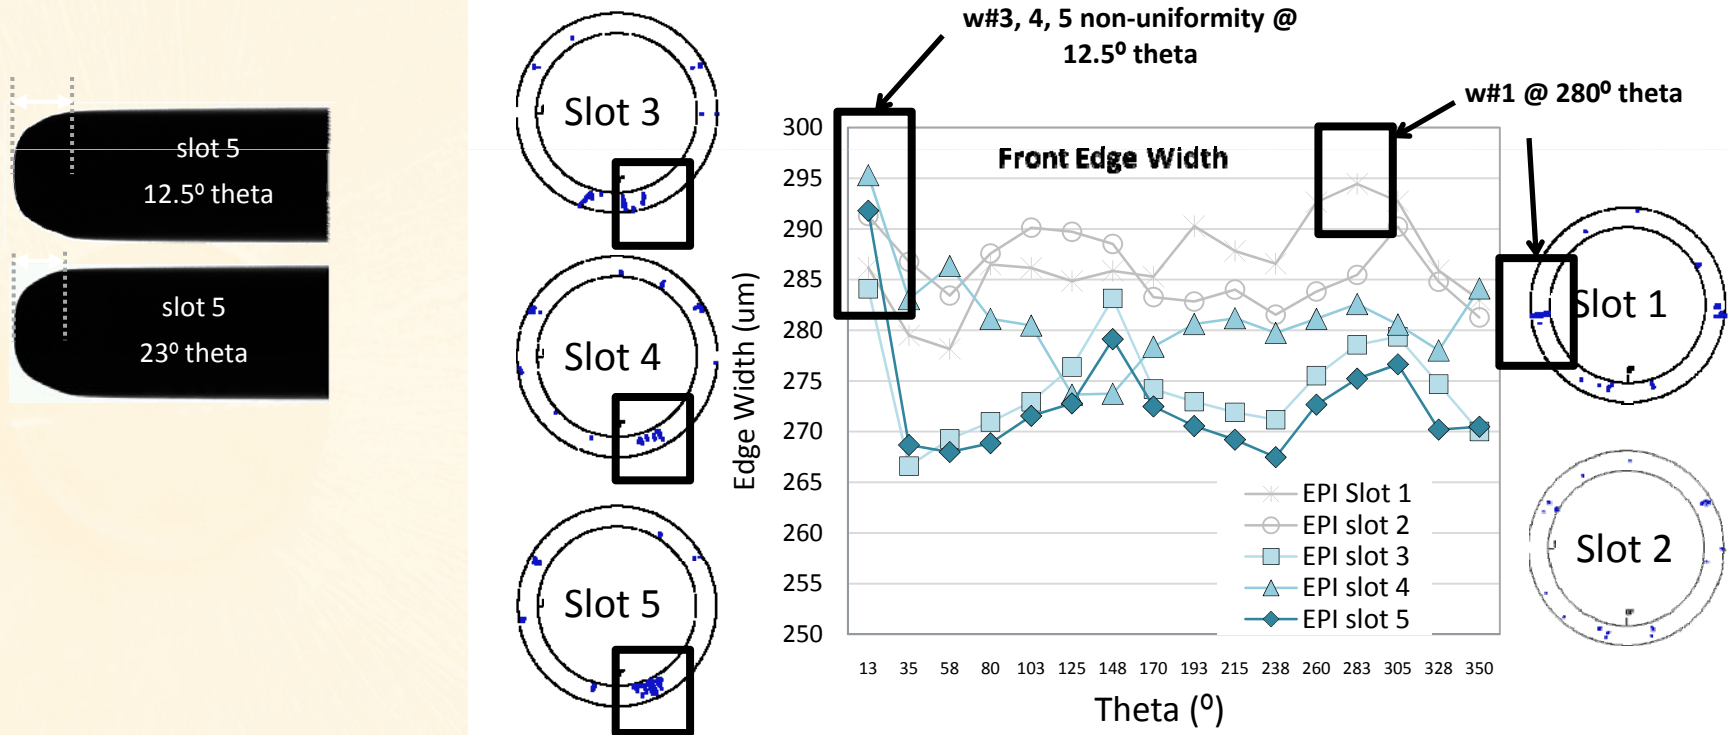 w#3, 4, 5 non-uniformity @
12.5⁰ theta
w#1 @ 280⁰ theta
slot 5
12.5⁰ theta
slot 5
23⁰ theta
Slot 3
Slot 4
Slot 5
Front Edge Width
Edge Width (um)
300
295
290
285
280
275
270
265
260
255
250
EPI Slot 1
EPI slot 2
EPI slot 3
EPI slot 4
EPI slot 5
13 35 58 80 103 125 148 170 193 215 238 260 283 305 328 350
Theta (⁰)
Slot 1
Slot 2